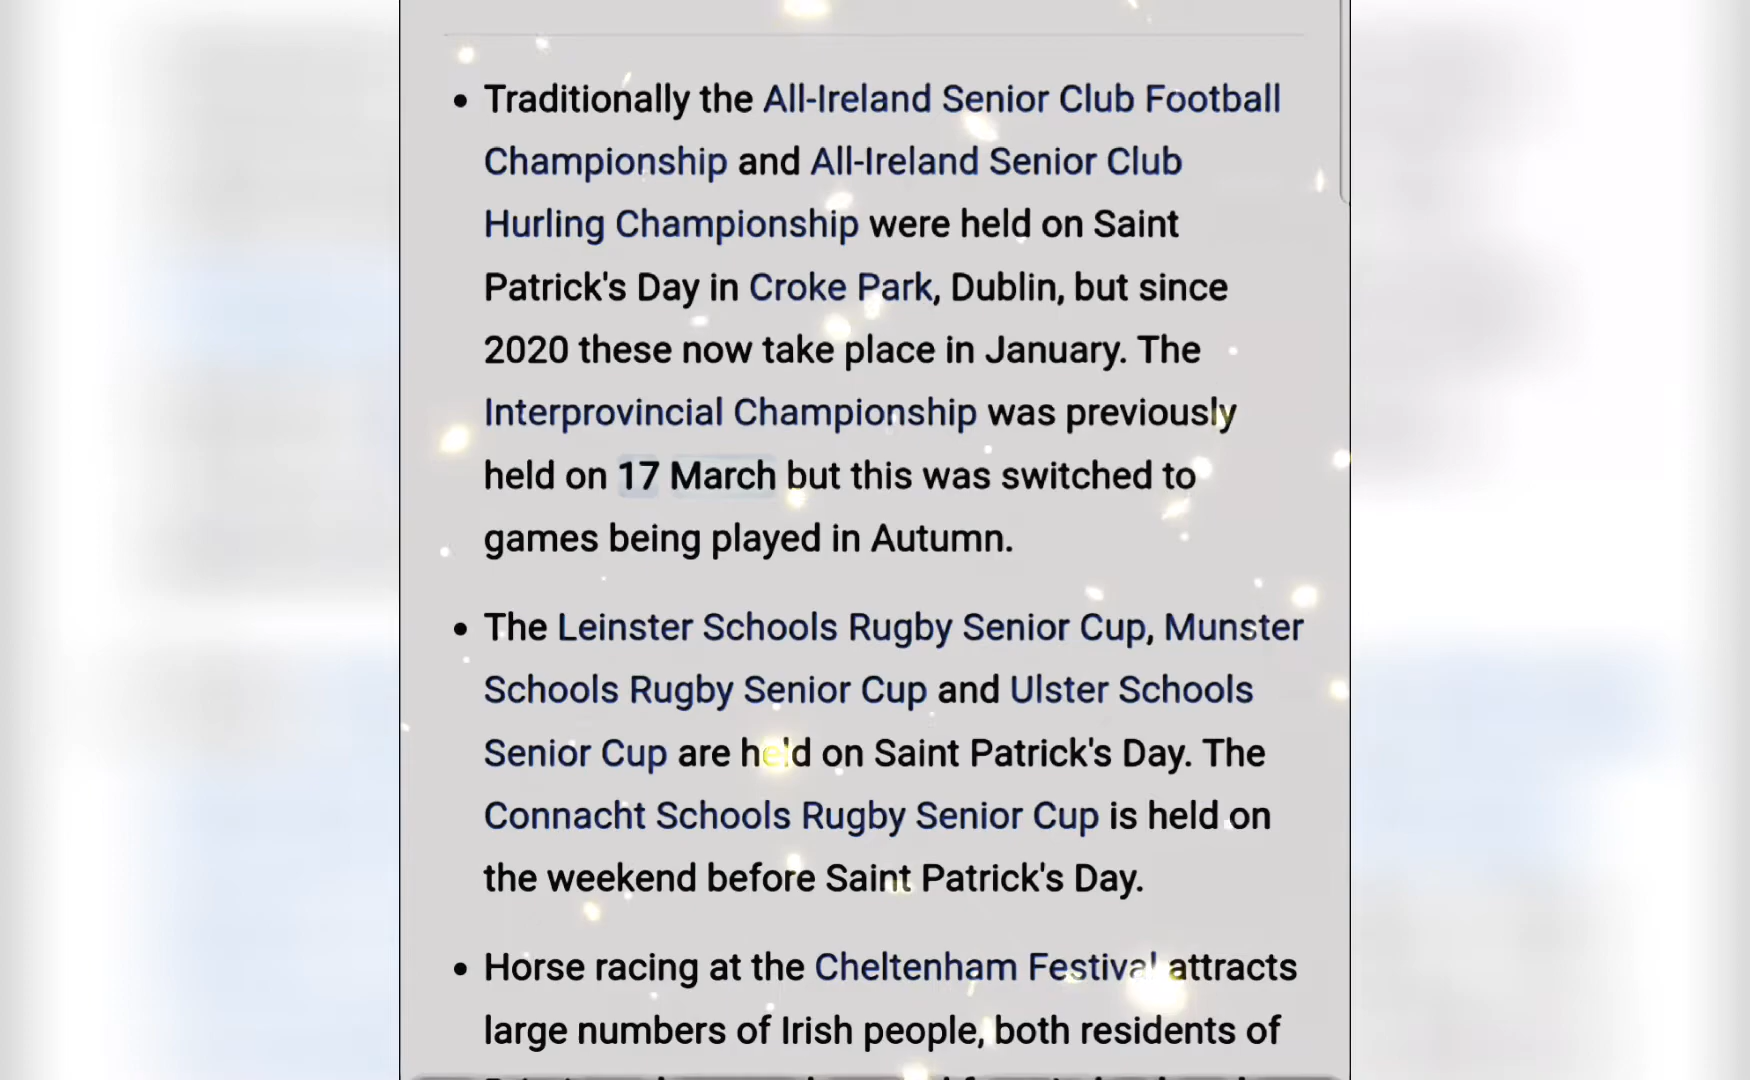 • Traditionally the All-Ireland Senior Club Football
Championship and All-Ireland Senior Club
Hurling Championship were held on Saint
Patrick's Day in Croke Park, Dublin, but since
2020 these now take place in January. The
Interprovincial Championship was previously
held on 17 March but this was switched to
games being played in Autumn.
• The Leinster Schools Rugby Senior Cup, Munster
Schools Rugby Senior Cup and Ulster Schools
Senior Cup are held on Saint Patrick's Day. The
Connacht Schools Rugby Senior Cup is held on
the weekend before Saint Patrick's Day.
• Horse racing at the Cheltenham Festival attracts
large numbers of Irish people, both residents of